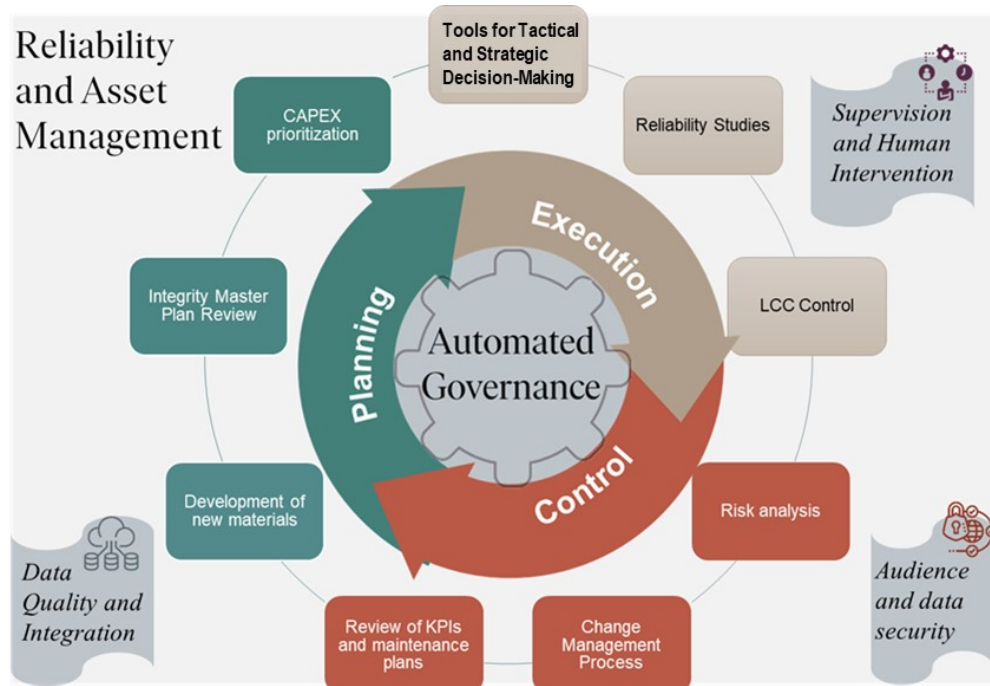 Reliability
and Asset
Management
Tools for Tactical
and Strategic
Decision-Making
CAPEX
prioritization
Reliability Studies
Supervision
and Human
Intervention
Execution
Integrity Master
Plan Review
LCC Control
Planning
Automated
Governance
Control
Development of
new materials
Risk analysis
Data
Quality and
Integration
Audience
and data
security
Review of KPIs
and maintenance
plans
Change
Management
Process